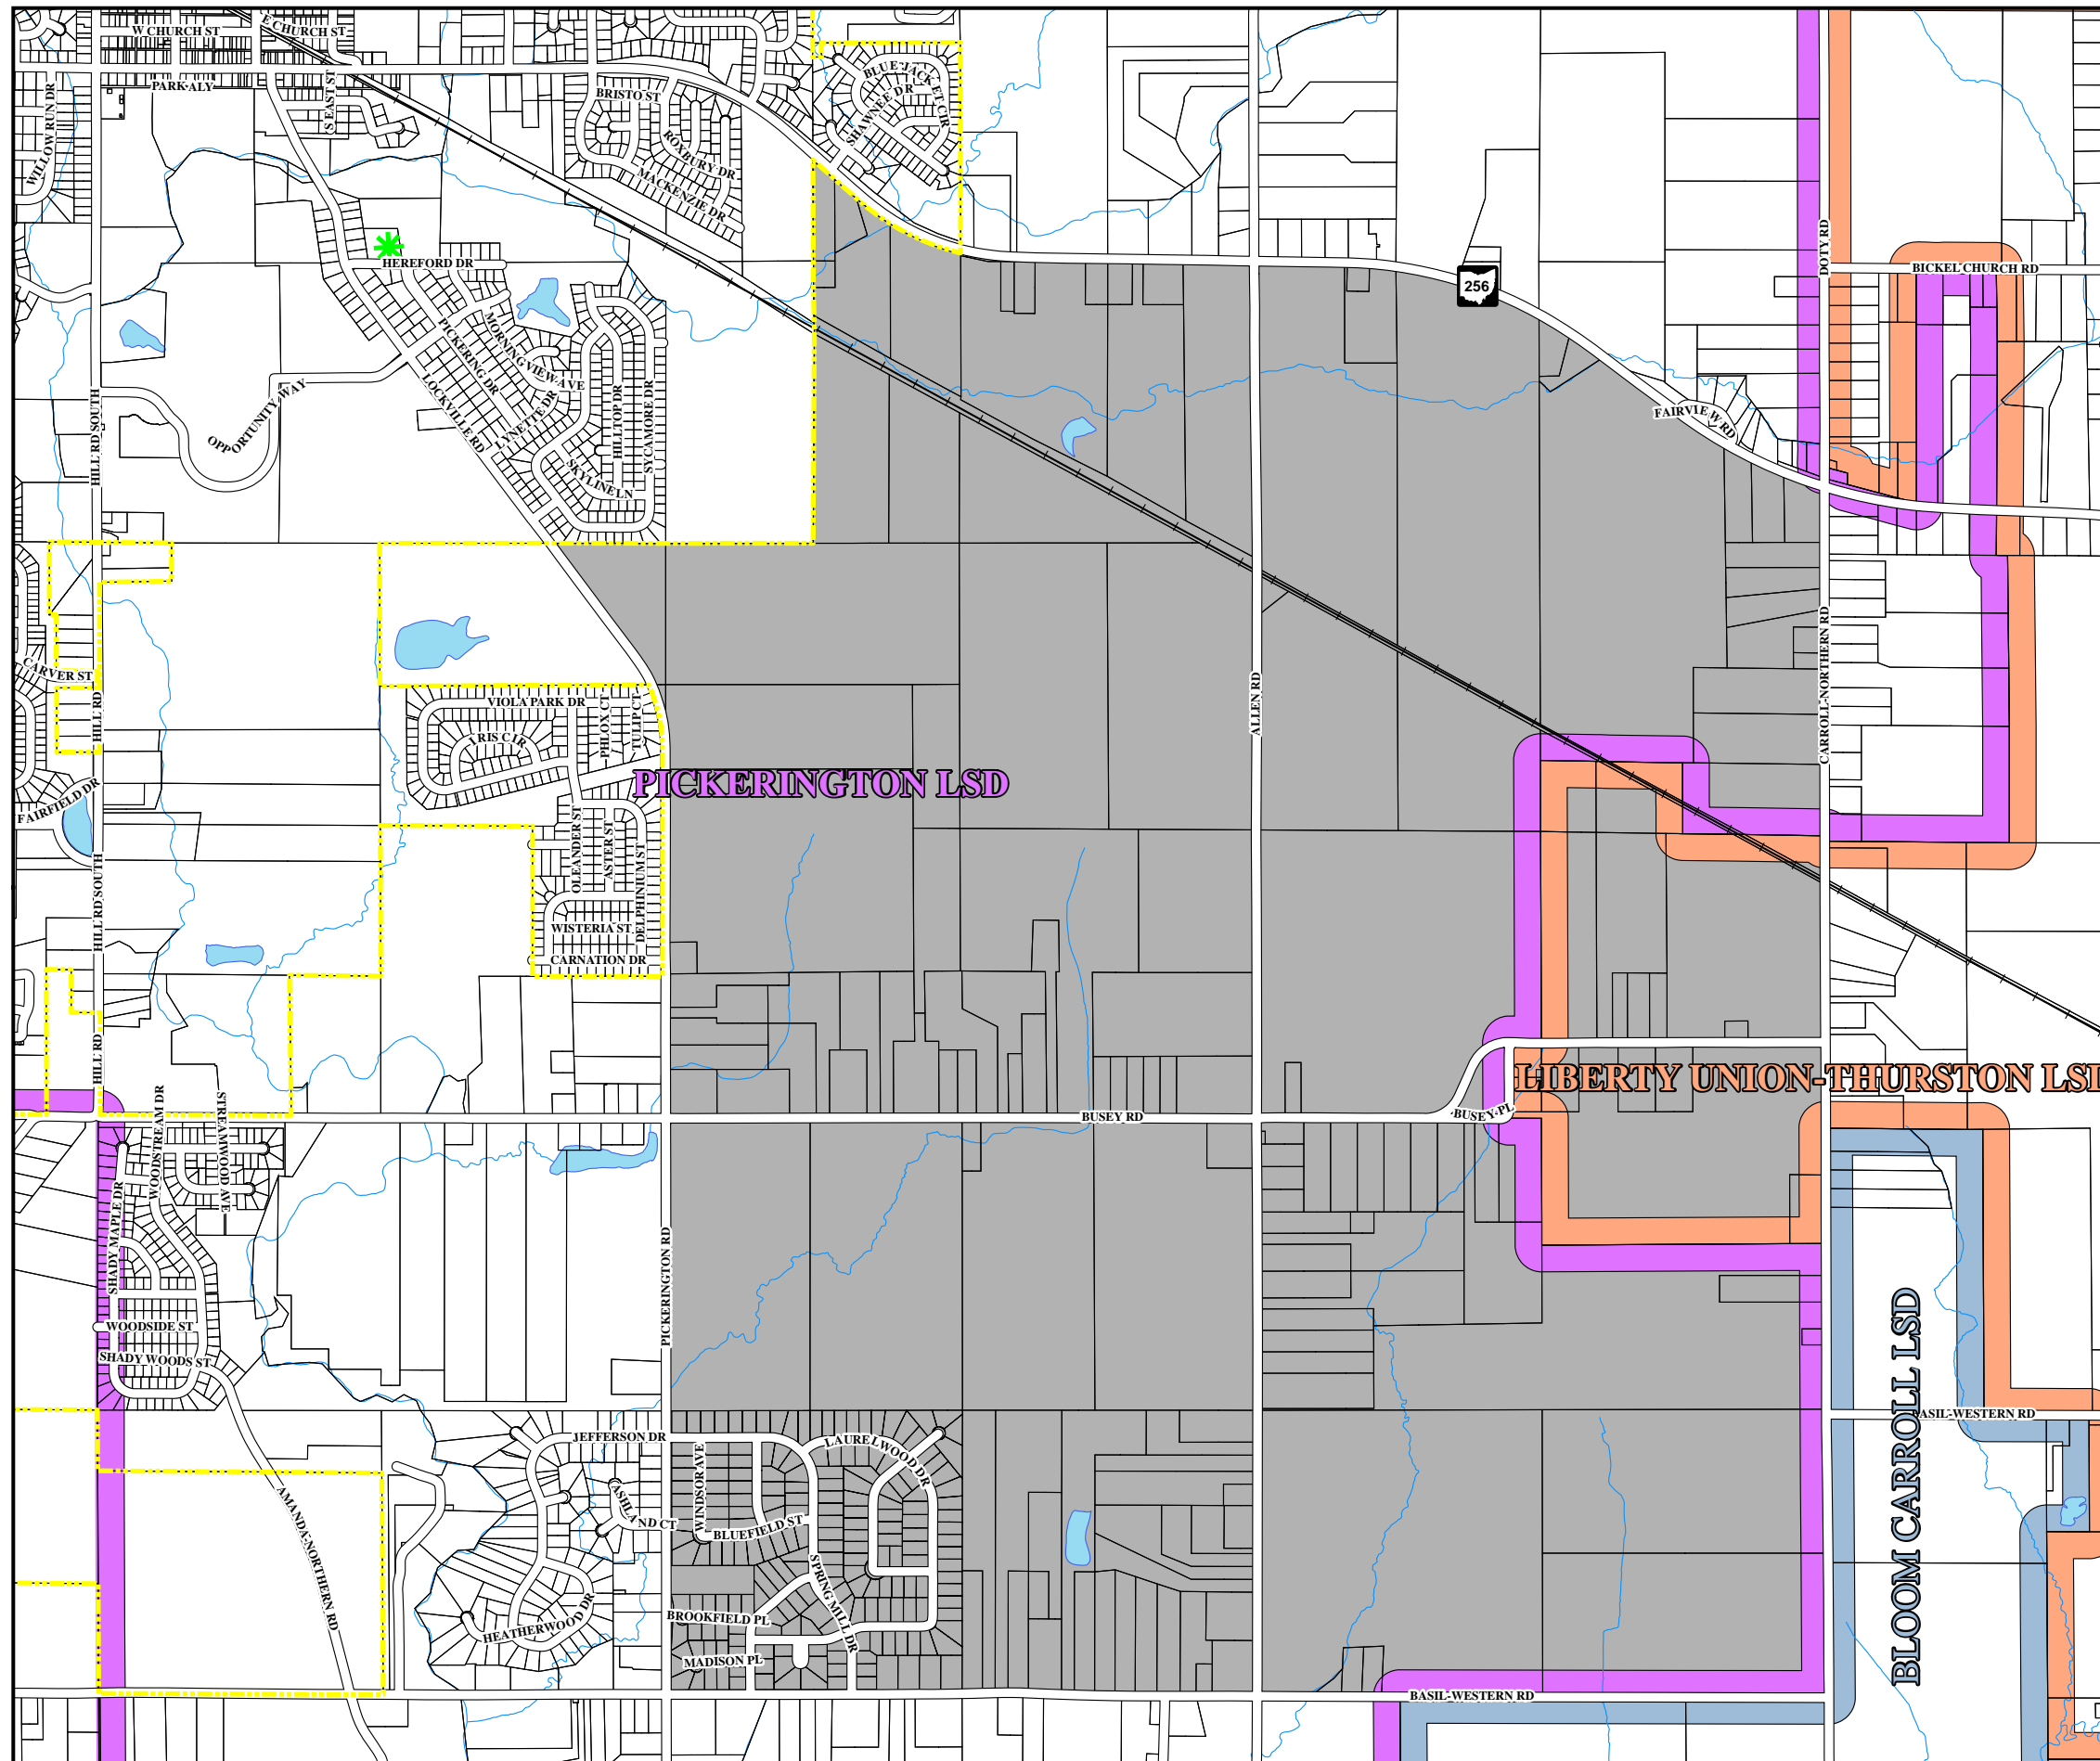 W CHURCH ST
E CHURCH ST
PARK ALY
S EAST ST
WILLOW RUN DR
BRISTO ST
ROXBURY DR
MACKENZIE DR
BLUE JACKET CIR
SHAWNEE DR
HEREFORD DR
DOTY RD
BICKEL CHURCH RD
256
PICKERING DR
MORNINGVIEW AVE
LOCKVILLE RD
LYNETTE DR
HILLTOP DR
SYCAMORE DR
SKYLINE LN
OPPORTUNITY WAY
HILL RD SOUTH
FAIRVIEW RD
CARVER ST
HILL RD
VIOLA PARK DR
PHLOX CT
TULIP CT
IRIS CIR
ALLEN RD
CARROLL-NORTHERN RD
PICKERINGTON LSD
FAIRFIELD DR
OLEANDER ST
ASTER ST
DELPHINIUM ST
HILL RD SOUTH
WISTERIA ST
CARNATION DR
HILL RD
LIBERTY UNION-THURSTON LSD
BUSEY RD
BUSEY PL
WOODSTREAM DR
STREAMWOOD AVE
SHADY MAPLE DR
WOODSIDE ST
SHADY WOODS ST
PICKERINGTON RD
BLOOM CARROLL LSD
BASIL-WESTERN RD
JEFFERSON DR
WINDSOR AVE
LAURELWOOD DR
ASHLAND CT
BLUEFIELD ST
AMANDA-NORTHERN RD
SPRING MILL DR
HEATHERWOOD DR
BROOKFIELD PL
MADISON PL
BASIL-WESTERN RD